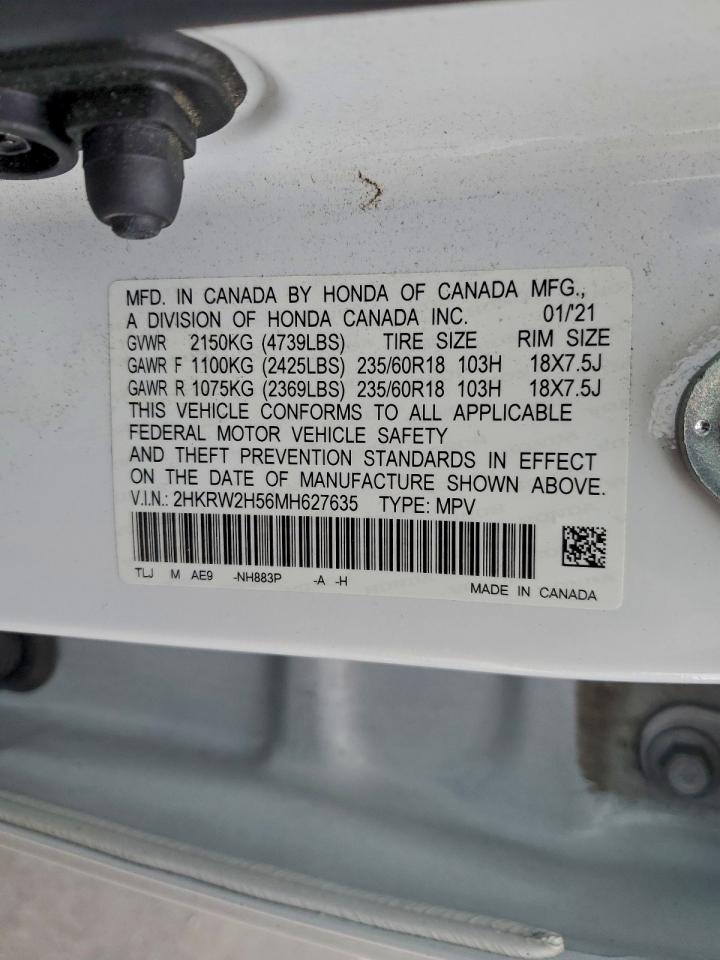 MFD. IN CANADA BY HONDA OF CANADA MFG.,
A DIVISION OF HONDA CANADA INC. 01/'21
GVWR 2150KG (4739LBS) TIRE SIZE RIM SIZE
GAWR F 1100KG (2425LBS) 235/60R18 103H 18X7.5J
GAWR R 1075KG (2369LBS) 235/60R18 103H 18X7.5J
THIS VEHICLE CONFORMS TO ALL APPLICABLE
FEDERAL MOTOR VEHICLE SAFETY
AND THEFT PREVENTION STANDARDS IN EFFECT
ON THE DATE OF MANUFACTURE SHOWN ABOVE.
V.I.N.: 2HKRW2H56MH627635 TYPE: MPV
TLJ M AE9 -NH883P -A -H
MADE IN CANADA